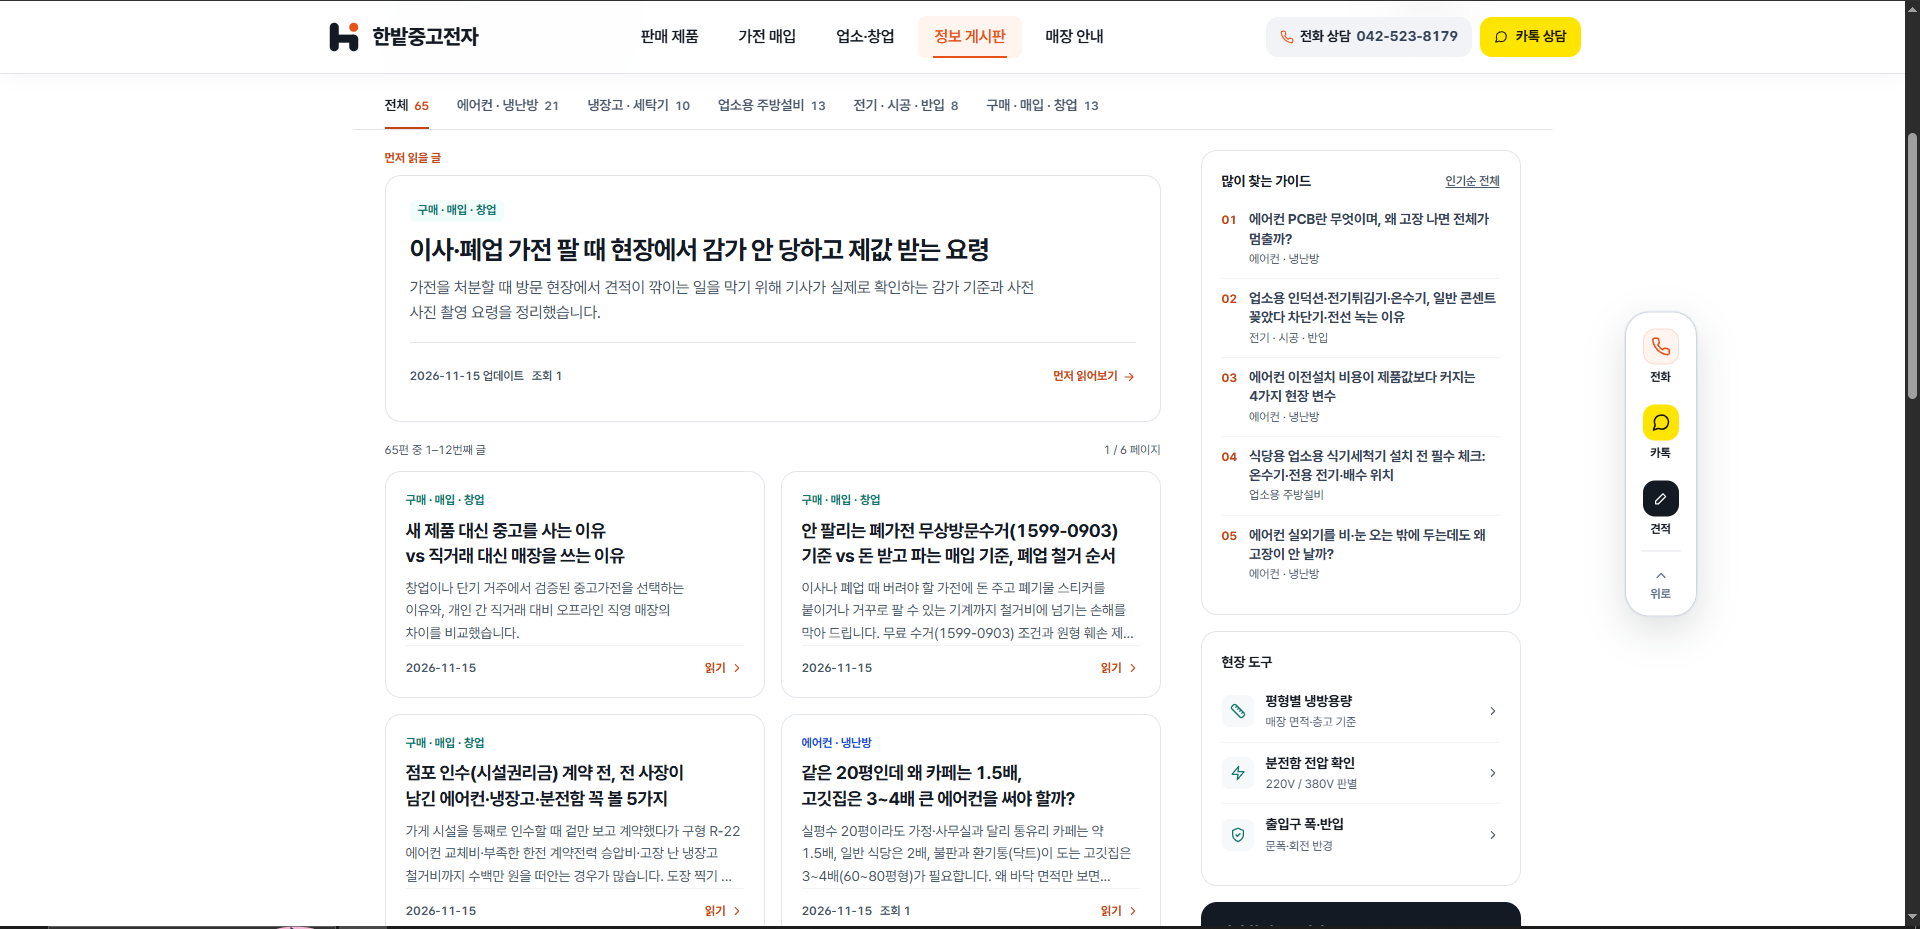 한밭중고전자
판매 제품
가전 매입
업소·창업
정보 게시판
매장 안내
전화 상담 042-523-8179
카톡 상담
전체 65
에어컨 · 냉난방 21
냉장고 · 세탁기 10
업소용 주방설비 13
전기 · 시공 · 반입 8
구매 · 매입 · 창업 13
먼저 읽을 글
구매 · 매입 · 창업
이사·폐업 가전 팔 때 현장에서 감가 안 당하고 제값 받는 요령
가전을 처분할 때 방문 현장에서 견적이 깎이는 일을 막기 위해 기사가 실제로 확인하는 감가 기준과 사전
사진 촬영 요령을 정리했습니다.
2026-11-15 업데이트 조회 1
먼저 읽어보기
65편 중 1–12번째 글
1 / 6 페이지
구매 · 매입 · 창업
새 제품 대신 중고를 사는 이유
vs 직거래 대신 매장을 쓰는 이유
창업이나 단기 거주에서 검증된 중고가전을 선택하는
이유와, 개인 간 직거래 대비 오프라인 직영 매장의
차이를 비교했습니다.
2026-11-15
읽기
구매 · 매입 · 창업
안 팔리는 폐가전 무상방문수거(1599-0903)
기준 vs 돈 받고 파는 매입 기준, 폐업 철거 순서
이사나 폐업 때 버려야 할 가전에 돈 주고 폐기물 스티커를
붙이거나 거꾸로 팔 수 있는 기계까지 철거비에 넘기는 손해를
막아 드립니다. 무료 수거(1599-0903) 조건과 원형 훼손 제...
2026-11-15
읽기
구매 · 매입 · 창업
점포 인수(시설권리금) 계약 전, 전 사장이
남긴 에어컨·냉장고·분전함 꼭 볼 5가지
가게 시설을 통째로 인수할 때 겉만 보고 계약했다가 구형 R-22
에어컨 교체비·부족한 한전 계약전력 승압비·고장 난 냉장고
철거비까지 수백만 원을 떠안는 경우가 많습니다. 도장 찍기 ...
2026-11-15
읽기
에어컨 · 냉난방
같은 20평인데 왜 카페는 1.5배,
고깃집은 3~4배 큰 에어컨을 써야 할까?
실평수 20평이라도 가정·사무실과 달리 통유리 카페는 약
1.5배, 일반 식당은 2배, 불판과 환기통(닥트)이 도는 고깃집은
3~4배(60~80평형)가 필요합니다. 왜 바닥 면적만 보면...
2026-11-15 조회 1
읽기
많이 찾는 가이드
인기순 전체
01 에어컨 PCB란 무엇이며, 왜 고장 나면 전체가
멈출까?
에어컨 · 냉난방
02 업소용 인덕션·전기튀김기·온수기, 일반 콘센트
꽂았다 차단기·전선 녹는 이유
전기 · 시공 · 반입
03 에어컨 이전설치 비용이 제품값보다 커지는
4가지 현장 변수
에어컨 · 냉난방
04 식당용 업소용 식기세척기 설치 전 필수 체크:
온수기·전용 전기·배수 위치
업소용 주방설비
05 에어컨 실외기를 비·눈 오는 밖에 두는데도 왜
고장이 안 날까?
에어컨 · 냉난방
현장 도구
평형별 냉방용량
매장 면적·층고 기준
분전함 전압 확인
220V / 380V 판별
출입구 폭·반입
문폭·회전 반경
전화
카톡
견적
위로